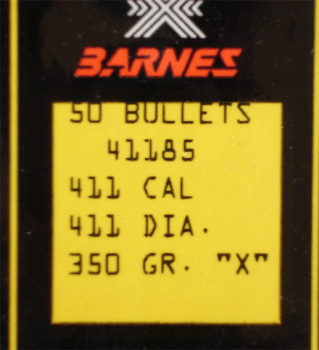 BARNES
50 BULLETS
41185
411 CAL
411 DIA.
350 GR. "X"